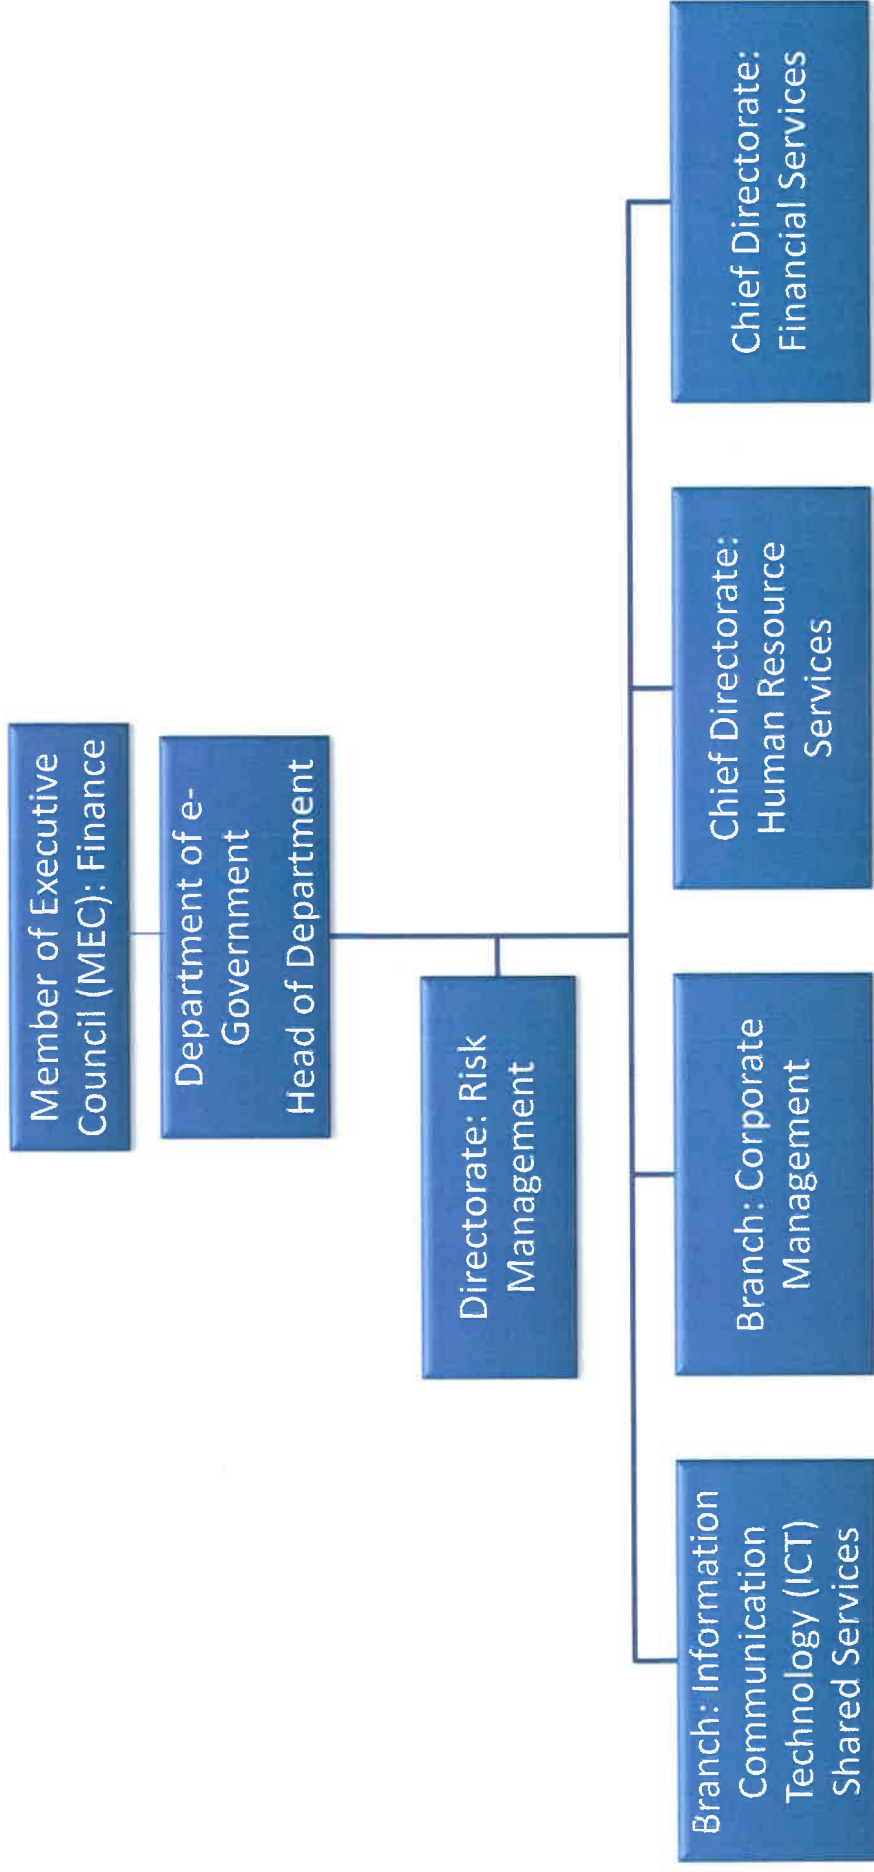 Member of Executive
Council (MEC): Finance
Department of e-
Government
Head of Department
Directorate: Risk
Management
Branch: Information
Communication
Technology (ICT)
Shared Services
Branch: Corporate
Management
Chief Directorate:
Human Resource
Services
Chief Directorate:
Financial Services